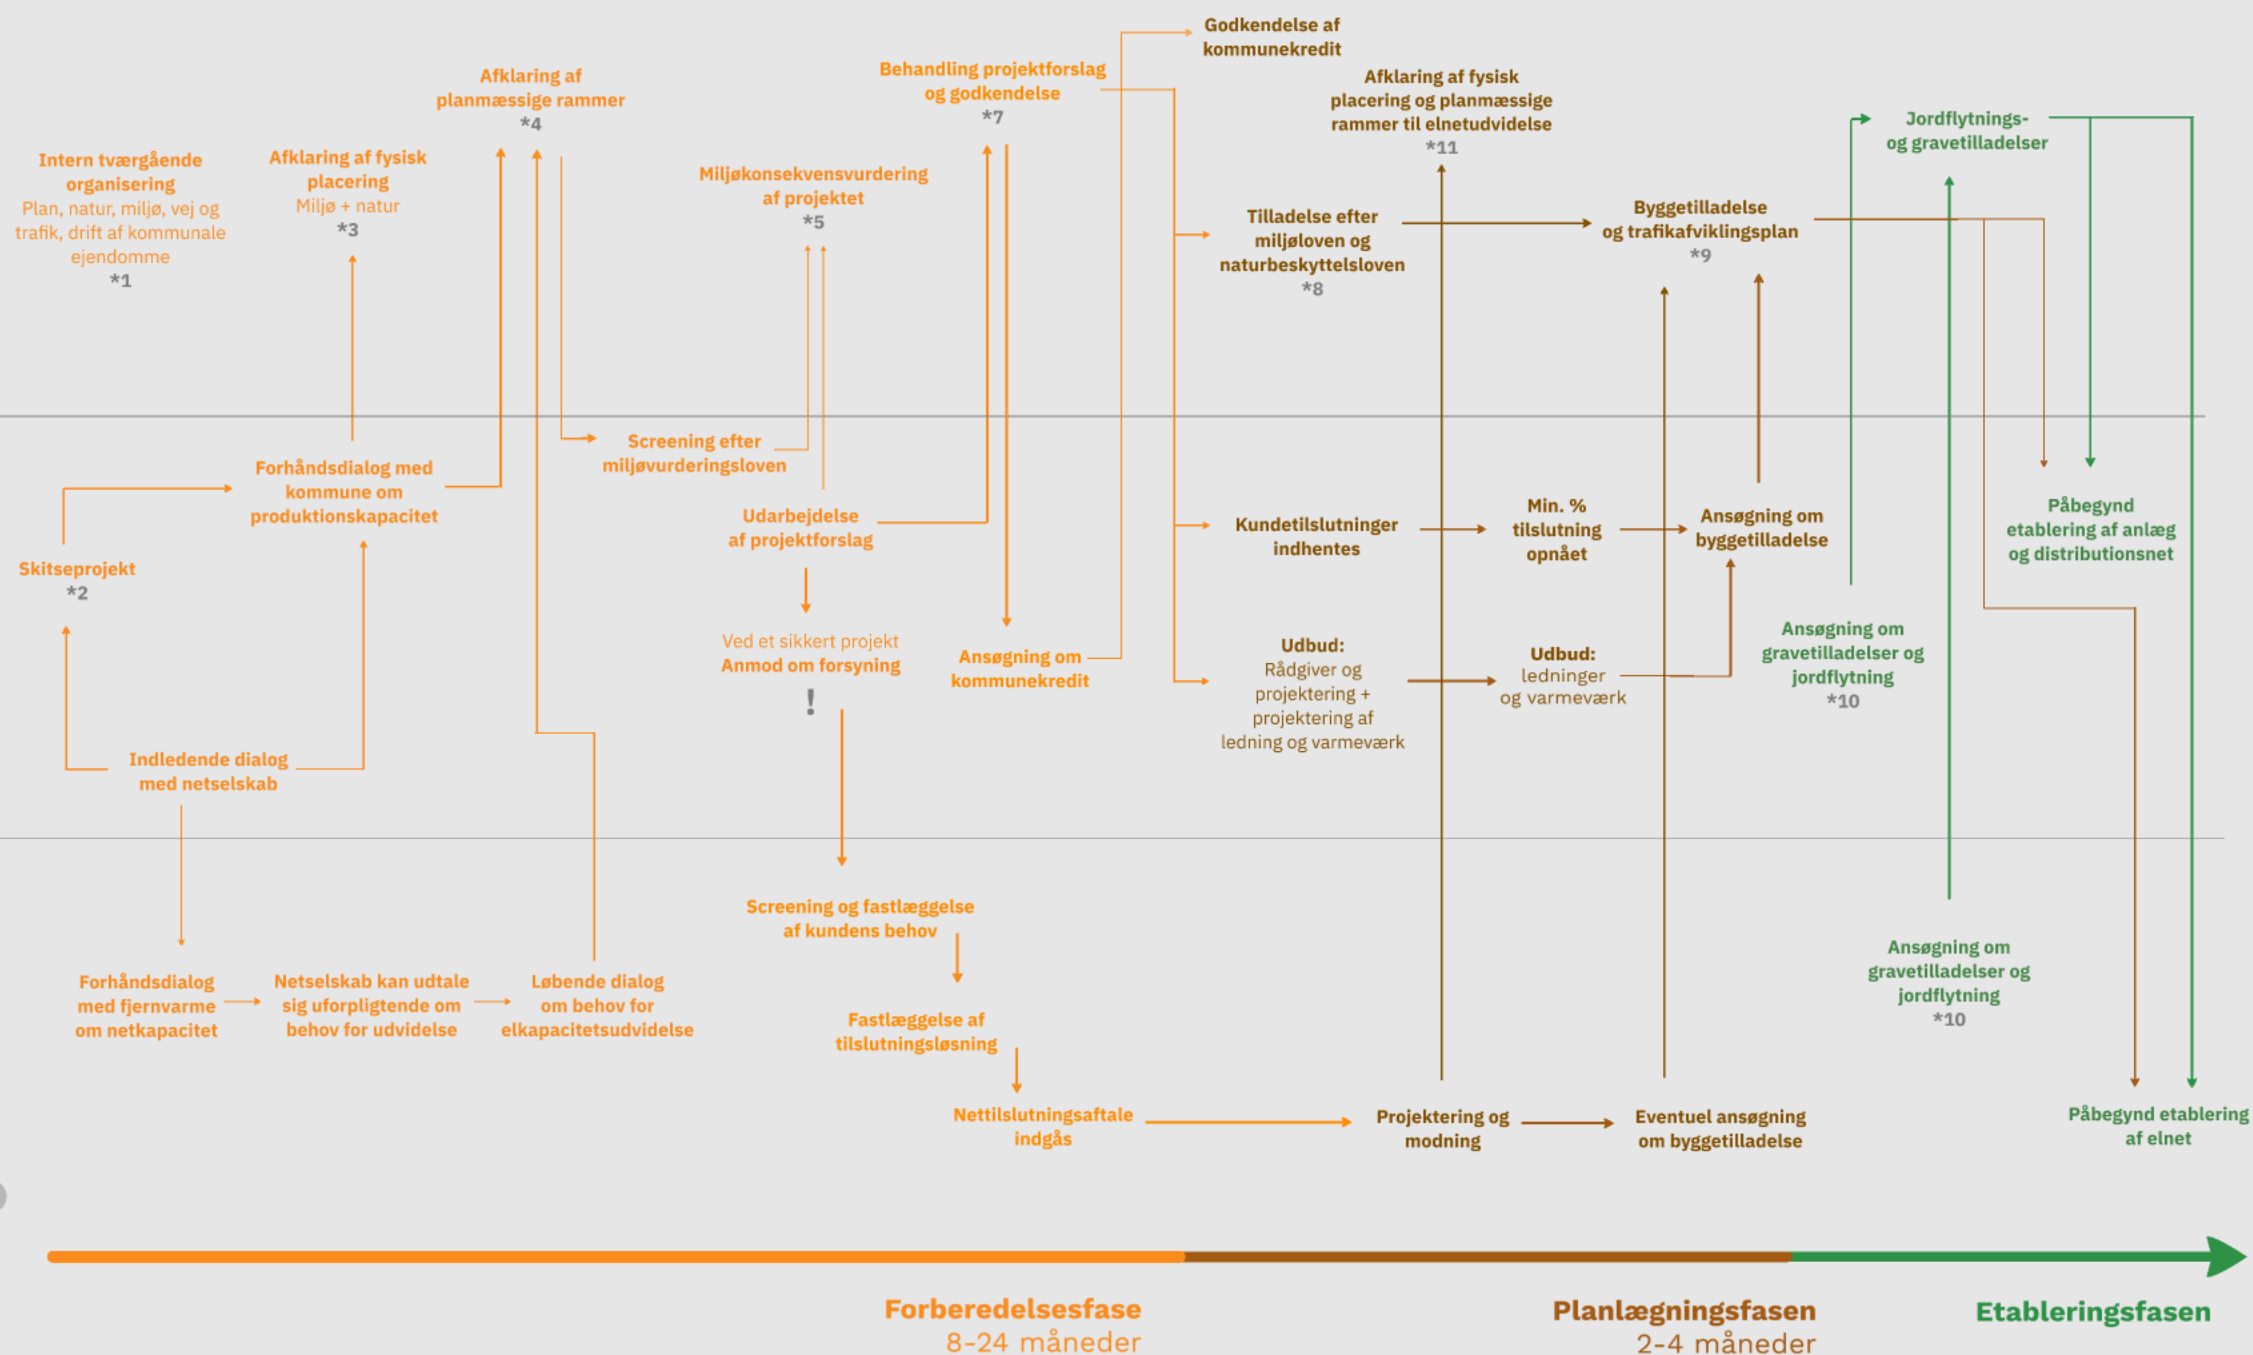 Intern tværgående
organisering
Plan, natur, miljø, vej og
trafik, drift af kommunale
ejendomme
*1
Afklaring af fysisk
placering
Miljø + natur
*3
Afklaring af
planmæssige rammer
*4
Miljøkonsekvensvurdering
af projektet
*5
Behandling projektforslag
og godkendelse
*7
Godkendelse af
kommunekredit
Afklaring af fysisk
placering og planmæssige
rammer til elnetudvidelse
*11
Tilladelse efter
miljøloven og
naturbeskyttelsloven
*8
Byggetilladelse
og trafikafviklingsplan
*9
Jordflytnings-
og gravetilladelser
Skitseprojekt
*2
Forhåndsdialog med
kommune om
produktionskapacitet
Screening efter
miljøvurderingsloven
Udarbejdelse
af projektforslag
Ved et sikkert projekt
Anmod om forsyning
!
Ansøgning om
kommunekredit
Kundetilslutninger
indhentes
Min. %
tilslutning
opnået
Ansøgning om
byggetilladelse
Udbud:
Rådgiver og
projektering +
projektering af
ledning og varmeværk
Udbud:
ledninger
og varmeværk
Ansøgning om
gravetilladelser og
jordflytning
*10
Påbegynd
etablering af anlæg
og distributionsnet
Indledende dialog
med netselskab
Forhåndsdialog
med fjernvarme
om netkapacitet
Netselskab kan udtale
sig uforpligtende om
behov for udvidelse
Løbende dialog
om behov for
elkapacitetsudvidelse
Screening og fastlæggelse
af kundens behov
Fastlæggelse af
tilslutningsløsning
Nettilslutningsaftale
indgås
Projektering og
modning
Eventuel ansøgning
om byggetilladelse
Ansøgning om
gravetilladelser og
jordflytning
*10
Påbegynd etablering
af elnet
Forberedelsesfase
8-24 måneder
Planlægningsfasen
2-4 måneder
Etableringsfasen